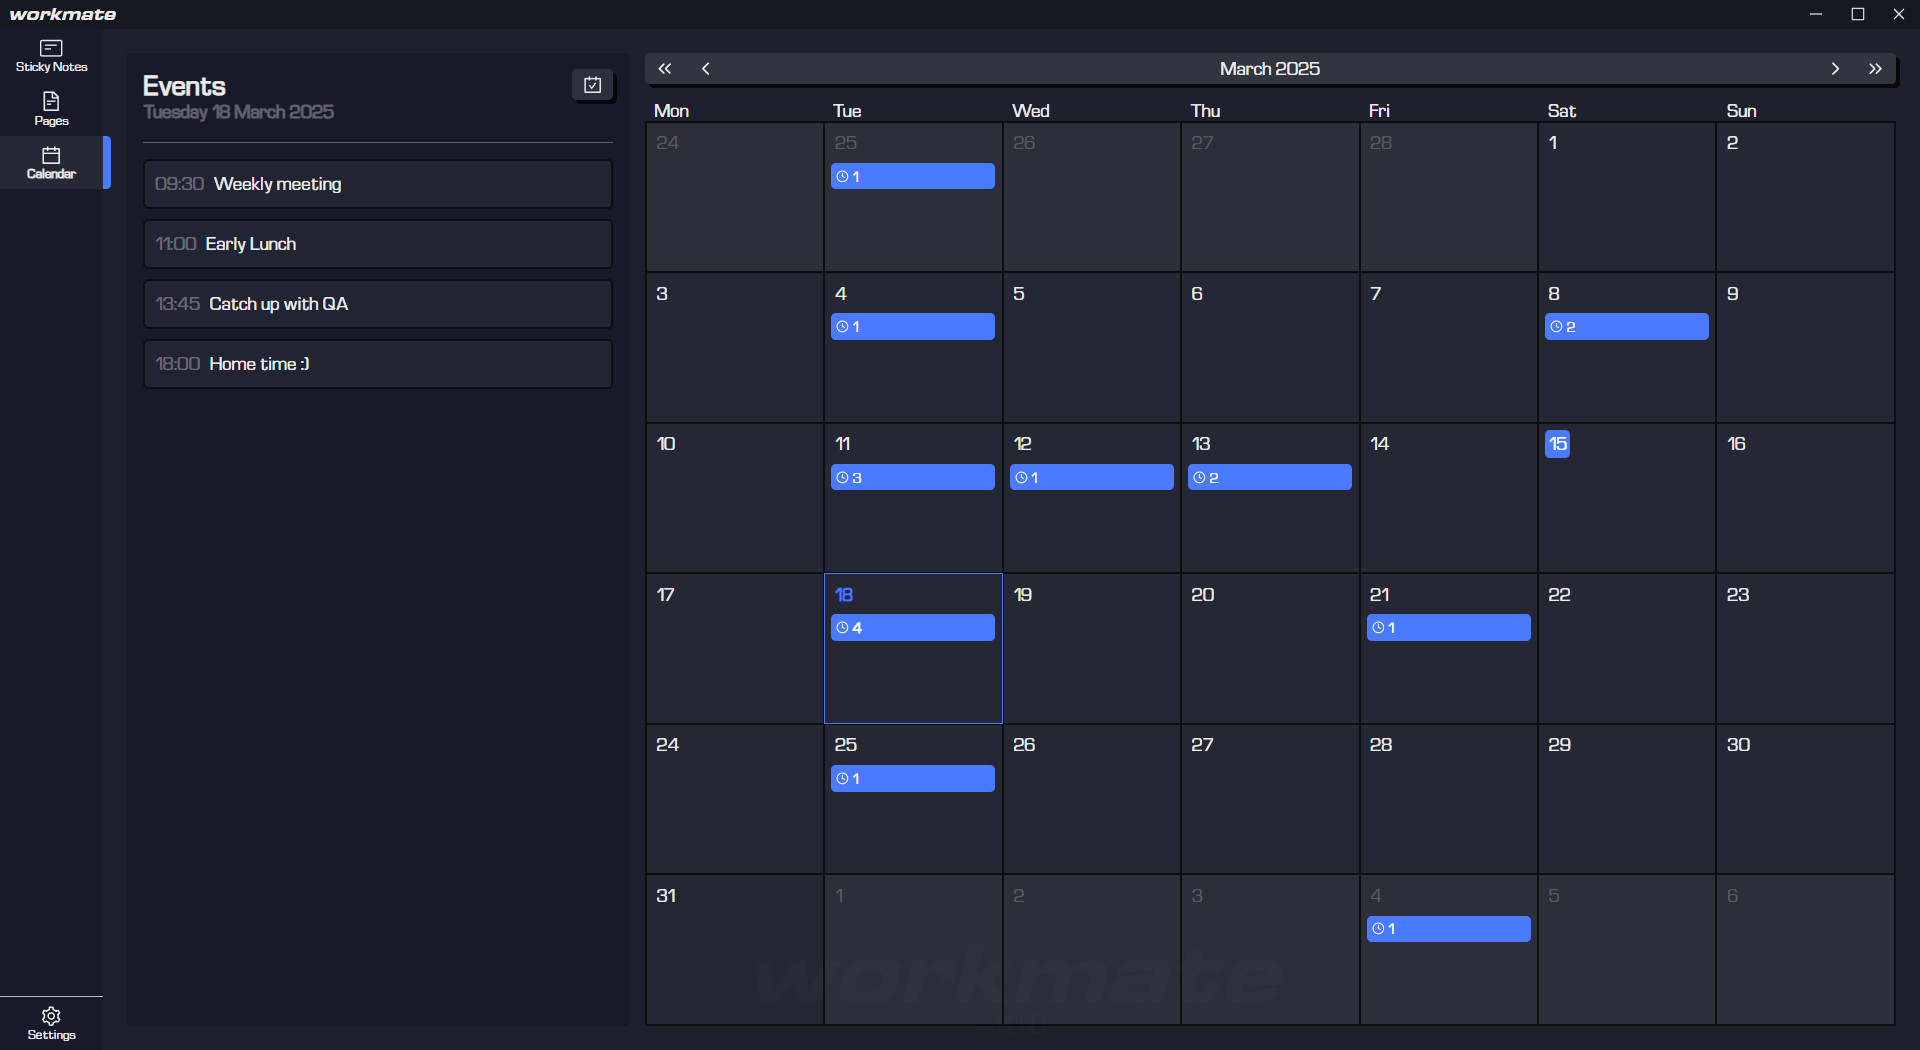 workmate
Sticky Notes
Pages
Calendar
Settings
Events
Tuesday 18 March 2025
09:30 Weekly meeting
11:00 Early Lunch
13:45 Catch up with QA
18:00 Home time :)
March 2025
Mon Tue Wed Thu Fri Sat Sun
24 25 26 27 28 1 2
1
3 4 5 6 7 8 9
1 2
10 11 12 13 14 15 16
3 1 2
17 18 19 20 21 22 23
4 1
24 25 26 27 28 29 30
1
31 1 2 3 4 5 6
1
workmate